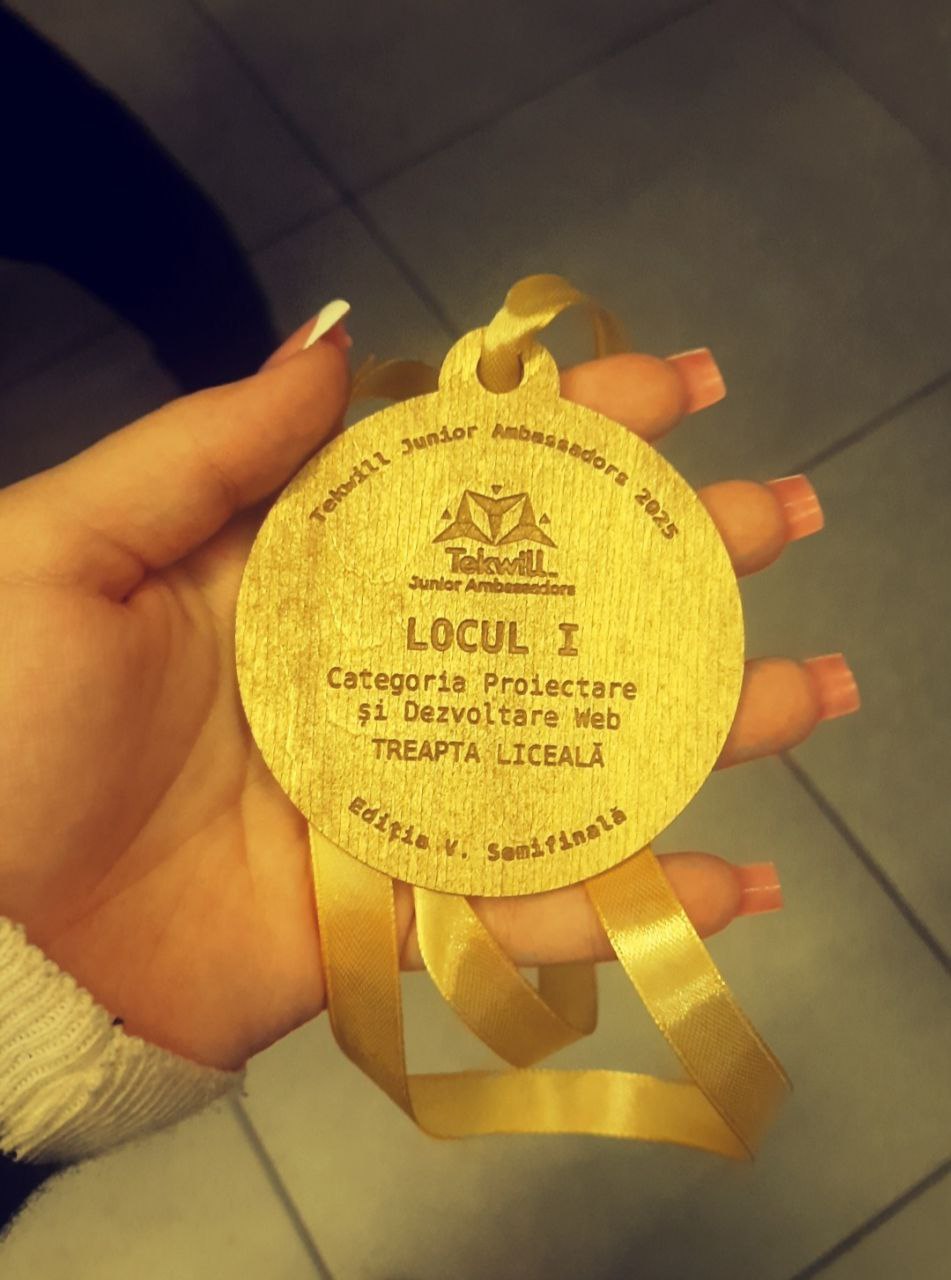 Tekwill Junior Ambassadors 2025
Tekwill
Junior Ambassadors
LOCUL I
Categoria Proiectare
și Dezvoltare Web
TREAPTA LICEALĂ
Ediția V. Semifinală